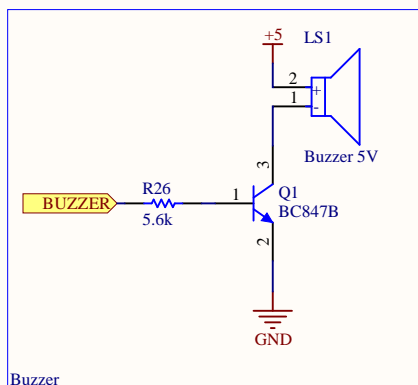 +5
LS1
2
+
1
-
Buzzer 5V
3
R26
1
Q1
BUZZER
5.6k
BC847B
2
GND
Buzzer